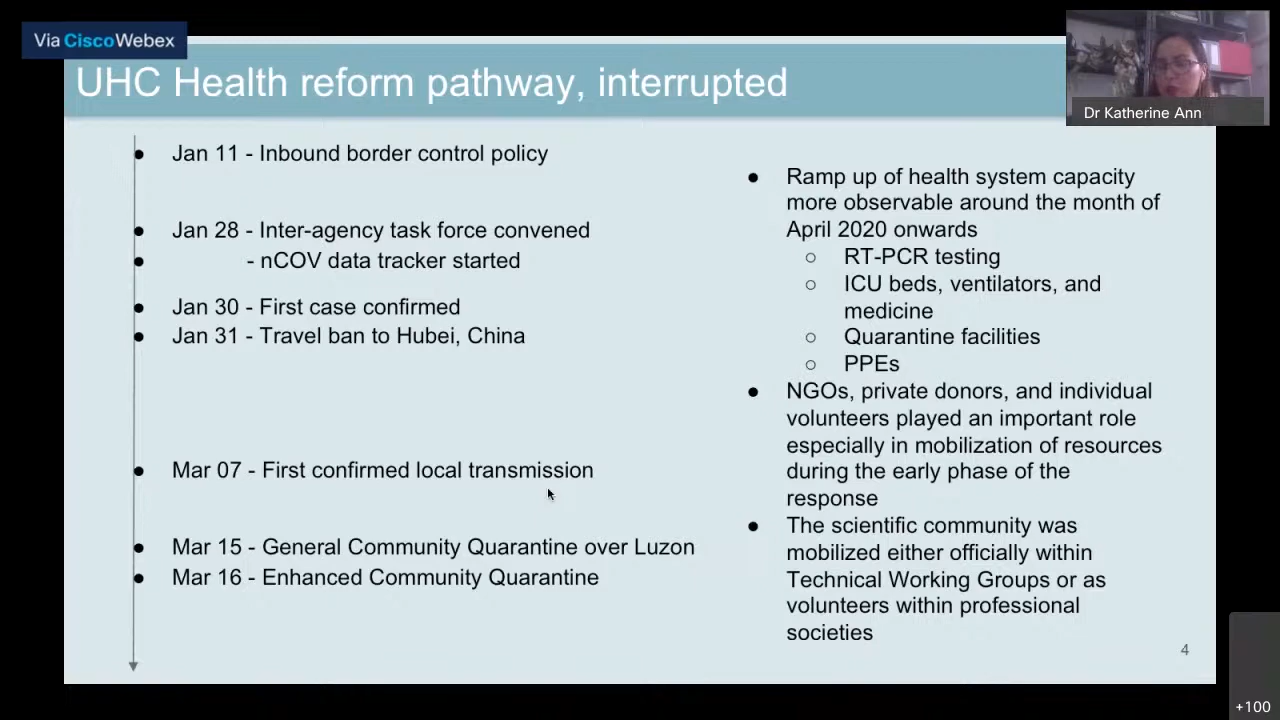 Via Cisco Webex
UHC Health reform pathway, interrupted
Dr Katherine Ann
● Jan 11 - Inbound border control policy
● Jan 28 - Inter-agency task force convened
● - nCOV data tracker started
● Jan 30 - First case confirmed
● Jan 31 - Travel ban to Hubei, China
● Mar 07 - First confirmed local transmission
● Mar 15 - General Community Quarantine over Luzon
● Mar 16 - Enhanced Community Quarantine
● Ramp up of health system capacity
more observable around the month of
April 2020 onwards
○ RT-PCR testing
○ ICU beds, ventilators, and
medicine
○ Quarantine facilities
○ PPEs
● NGOs, private donors, and individual
volunteers played an important role
especially in mobilization of resources
during the early phase of the
response
● The scientific community was
mobilized either officially within
Technical Working Groups or as
volunteers within professional
societies
4
+100